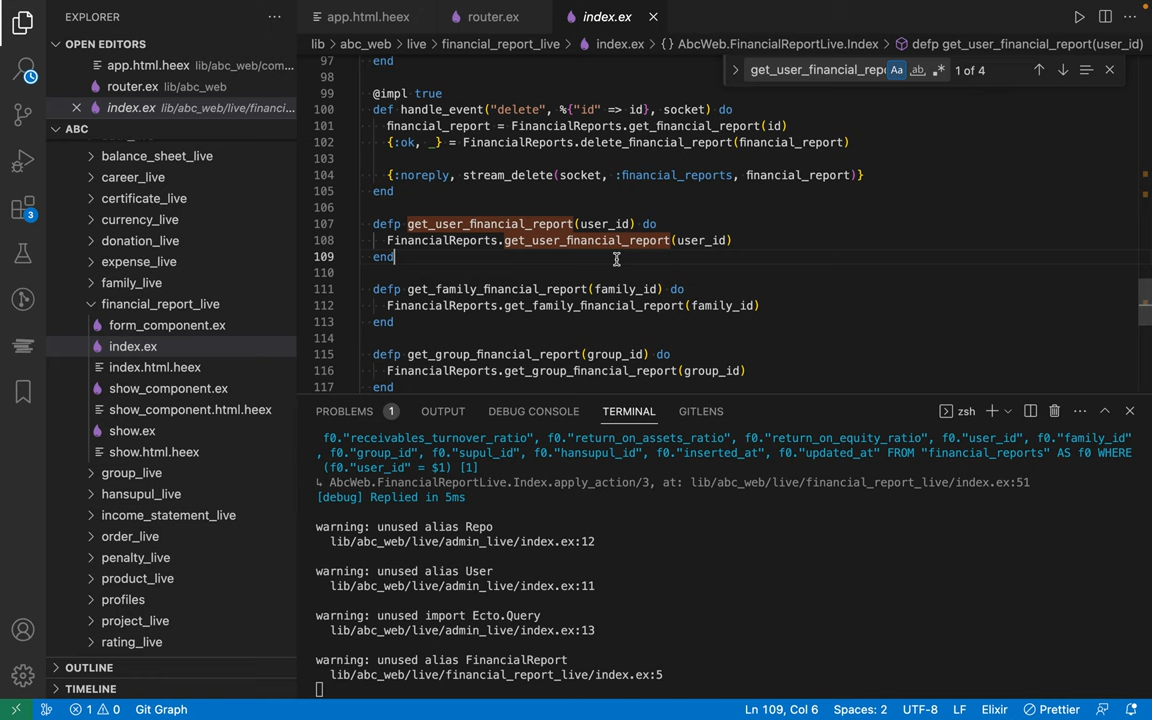 EXPLORER
app.html.heex
router.ex
index.ex
OPEN EDITORS
app.html.heex lib/abc_web/com...
router.ex lib/abc_web
index.ex lib/abc_web/live/financi...
ABC
balance_sheet_live
career_live
certificate_live
currency_live
donation_live
expense_live
family_live
financial_report_live
form_component.ex
index.ex
index.html.heex
show_component.ex
show_component.html.heex
show.ex
show.html.heex
group_live
hansupul_live
income_statement_live
order_live
penalty_live
product_live
profiles
project_live
rating_live
OUTLINE
TIMELINE
3
lib > abc_web > live > financial_report_live > index.ex > {} AbcWeb.FinancialReportLive.Index > defp get_user_financial_report(user_id)
get_user_financial_repo Aa ab 1 of 4
97 end
98
99 @impl true
100 def handle_event("delete", %{"id" => id}, socket) do
101 financial_report = FinancialReports.get_financial_report(id)
102 {:ok, _} = FinancialReports.delete_financial_report(financial_report)
103
104 {:noreply, stream_delete(socket, :financial_reports, financial_report)}
105 end
106
107 defp get_user_financial_report(user_id) do
108 FinancialReports.get_user_financial_report(user_id)
109 end
110
111 defp get_family_financial_report(family_id) do
112 FinancialReports.get_family_financial_report(family_id)
113 end
114
115 defp get_group_financial_report(group_id) do
116 FinancialReports.get_group_financial_report(group_id)
117 end
PROBLEMS 1 OUTPUT DEBUG CONSOLE TERMINAL GITLENS zsh
f0."receivables_turnover_ratio", f0."return_on_assets_ratio", f0."return_on_equity_ratio", f0."user_id", f0."family_id"
, f0."group_id", f0."supul_id", f0."hansupul_id", f0."inserted_at", f0."updated_at" FROM "financial_reports" AS f0 WHERE
(f0."user_id" = $1) [1]
↳ AbcWeb.FinancialReportLive.Index.apply_action/3, at: lib/abc_web/live/financial_report_live/index.ex:51
[debug] Replied in 5ms
warning: unused alias Repo
lib/abc_web/live/admin_live/index.ex:12
warning: unused alias User
lib/abc_web/live/admin_live/index.ex:11
warning: unused import Ecto.Query
lib/abc_web/live/admin_live/index.ex:13
warning: unused alias FinancialReport
lib/abc_web/live/financial_report_live/index.ex:5
1 0 Git Graph Ln 109, Col 6 Spaces: 2 UTF-8 LF Elixir Prettier